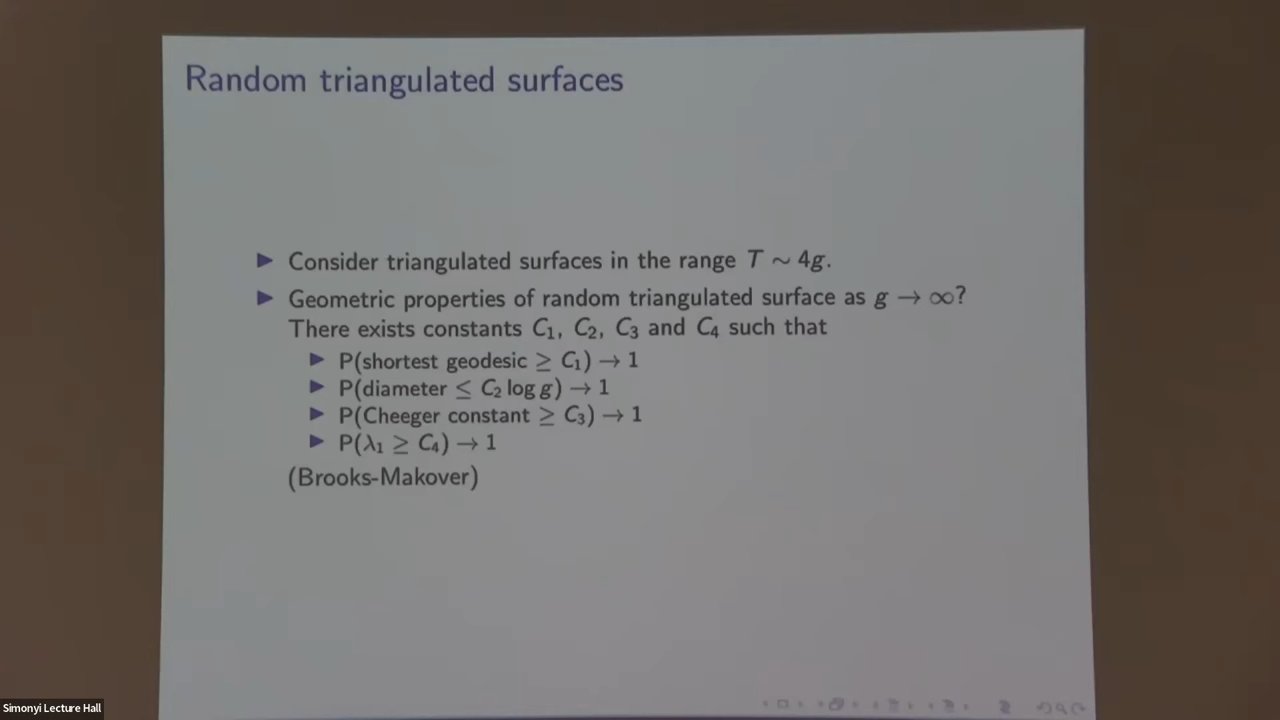 Random triangulated surfaces
▶ Consider triangulated surfaces in the range T ∼ 4g.
▶ Geometric properties of random triangulated surface as g → ∞?
There exists constants C₁, C₂, C₃ and C₄ such that
▶ P(shortest geodesic ≥ C₁) → 1
▶ P(diameter ≤ C₂ log g) → 1
▶ P(Cheeger constant ≥ C₃) → 1
▶ P(λ₁ ≥ C₄) → 1
(Brooks-Makover)
Simonyi Lecture Hall